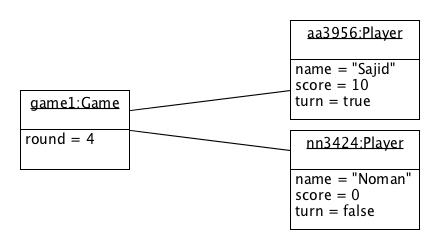 game1:Game
round = 4
aa3956:Player
name = "Sajid"
score = 10
turn = true
nn3424:Player
name = "Noman"
score = 0
turn = false